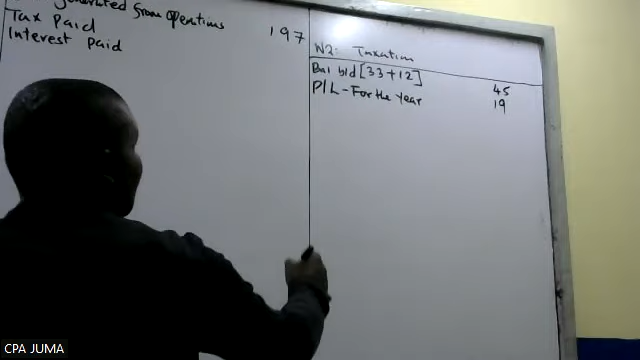 generated from operations 197
Tax Paid
Interest Paid
N2: Taxation
Bal b/d [33+12] 45
P/L - For the year 19
CPA JUMA